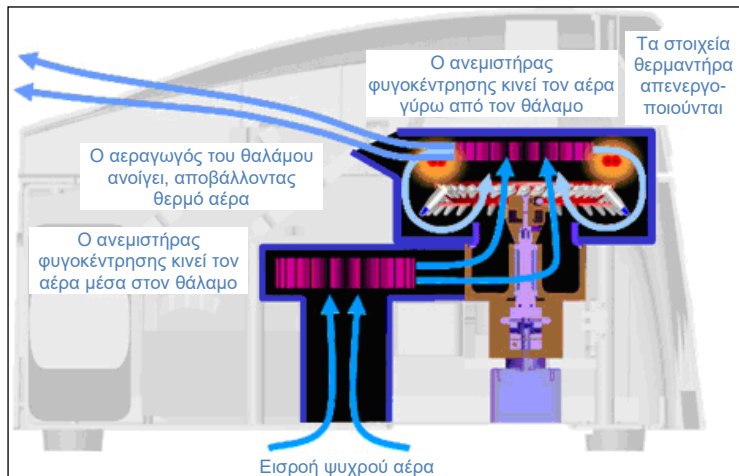 Ο ανεμιστήρας
φυγοκέντρησης κινεί τον αέρα
γύρω από τον θάλαμο
Τα στοιχεία
θερμαντήρα
απενεργο-
ποιούνται
Ο αεραγωγός του θαλάμου
ανοίγει, αποβάλλοντας
θερμό αέρα
Ο ανεμιστήρας
φυγοκέντρησης κινεί τον
αέρα μέσα στον θάλαμο
Εισροή ψυχρού αέρα